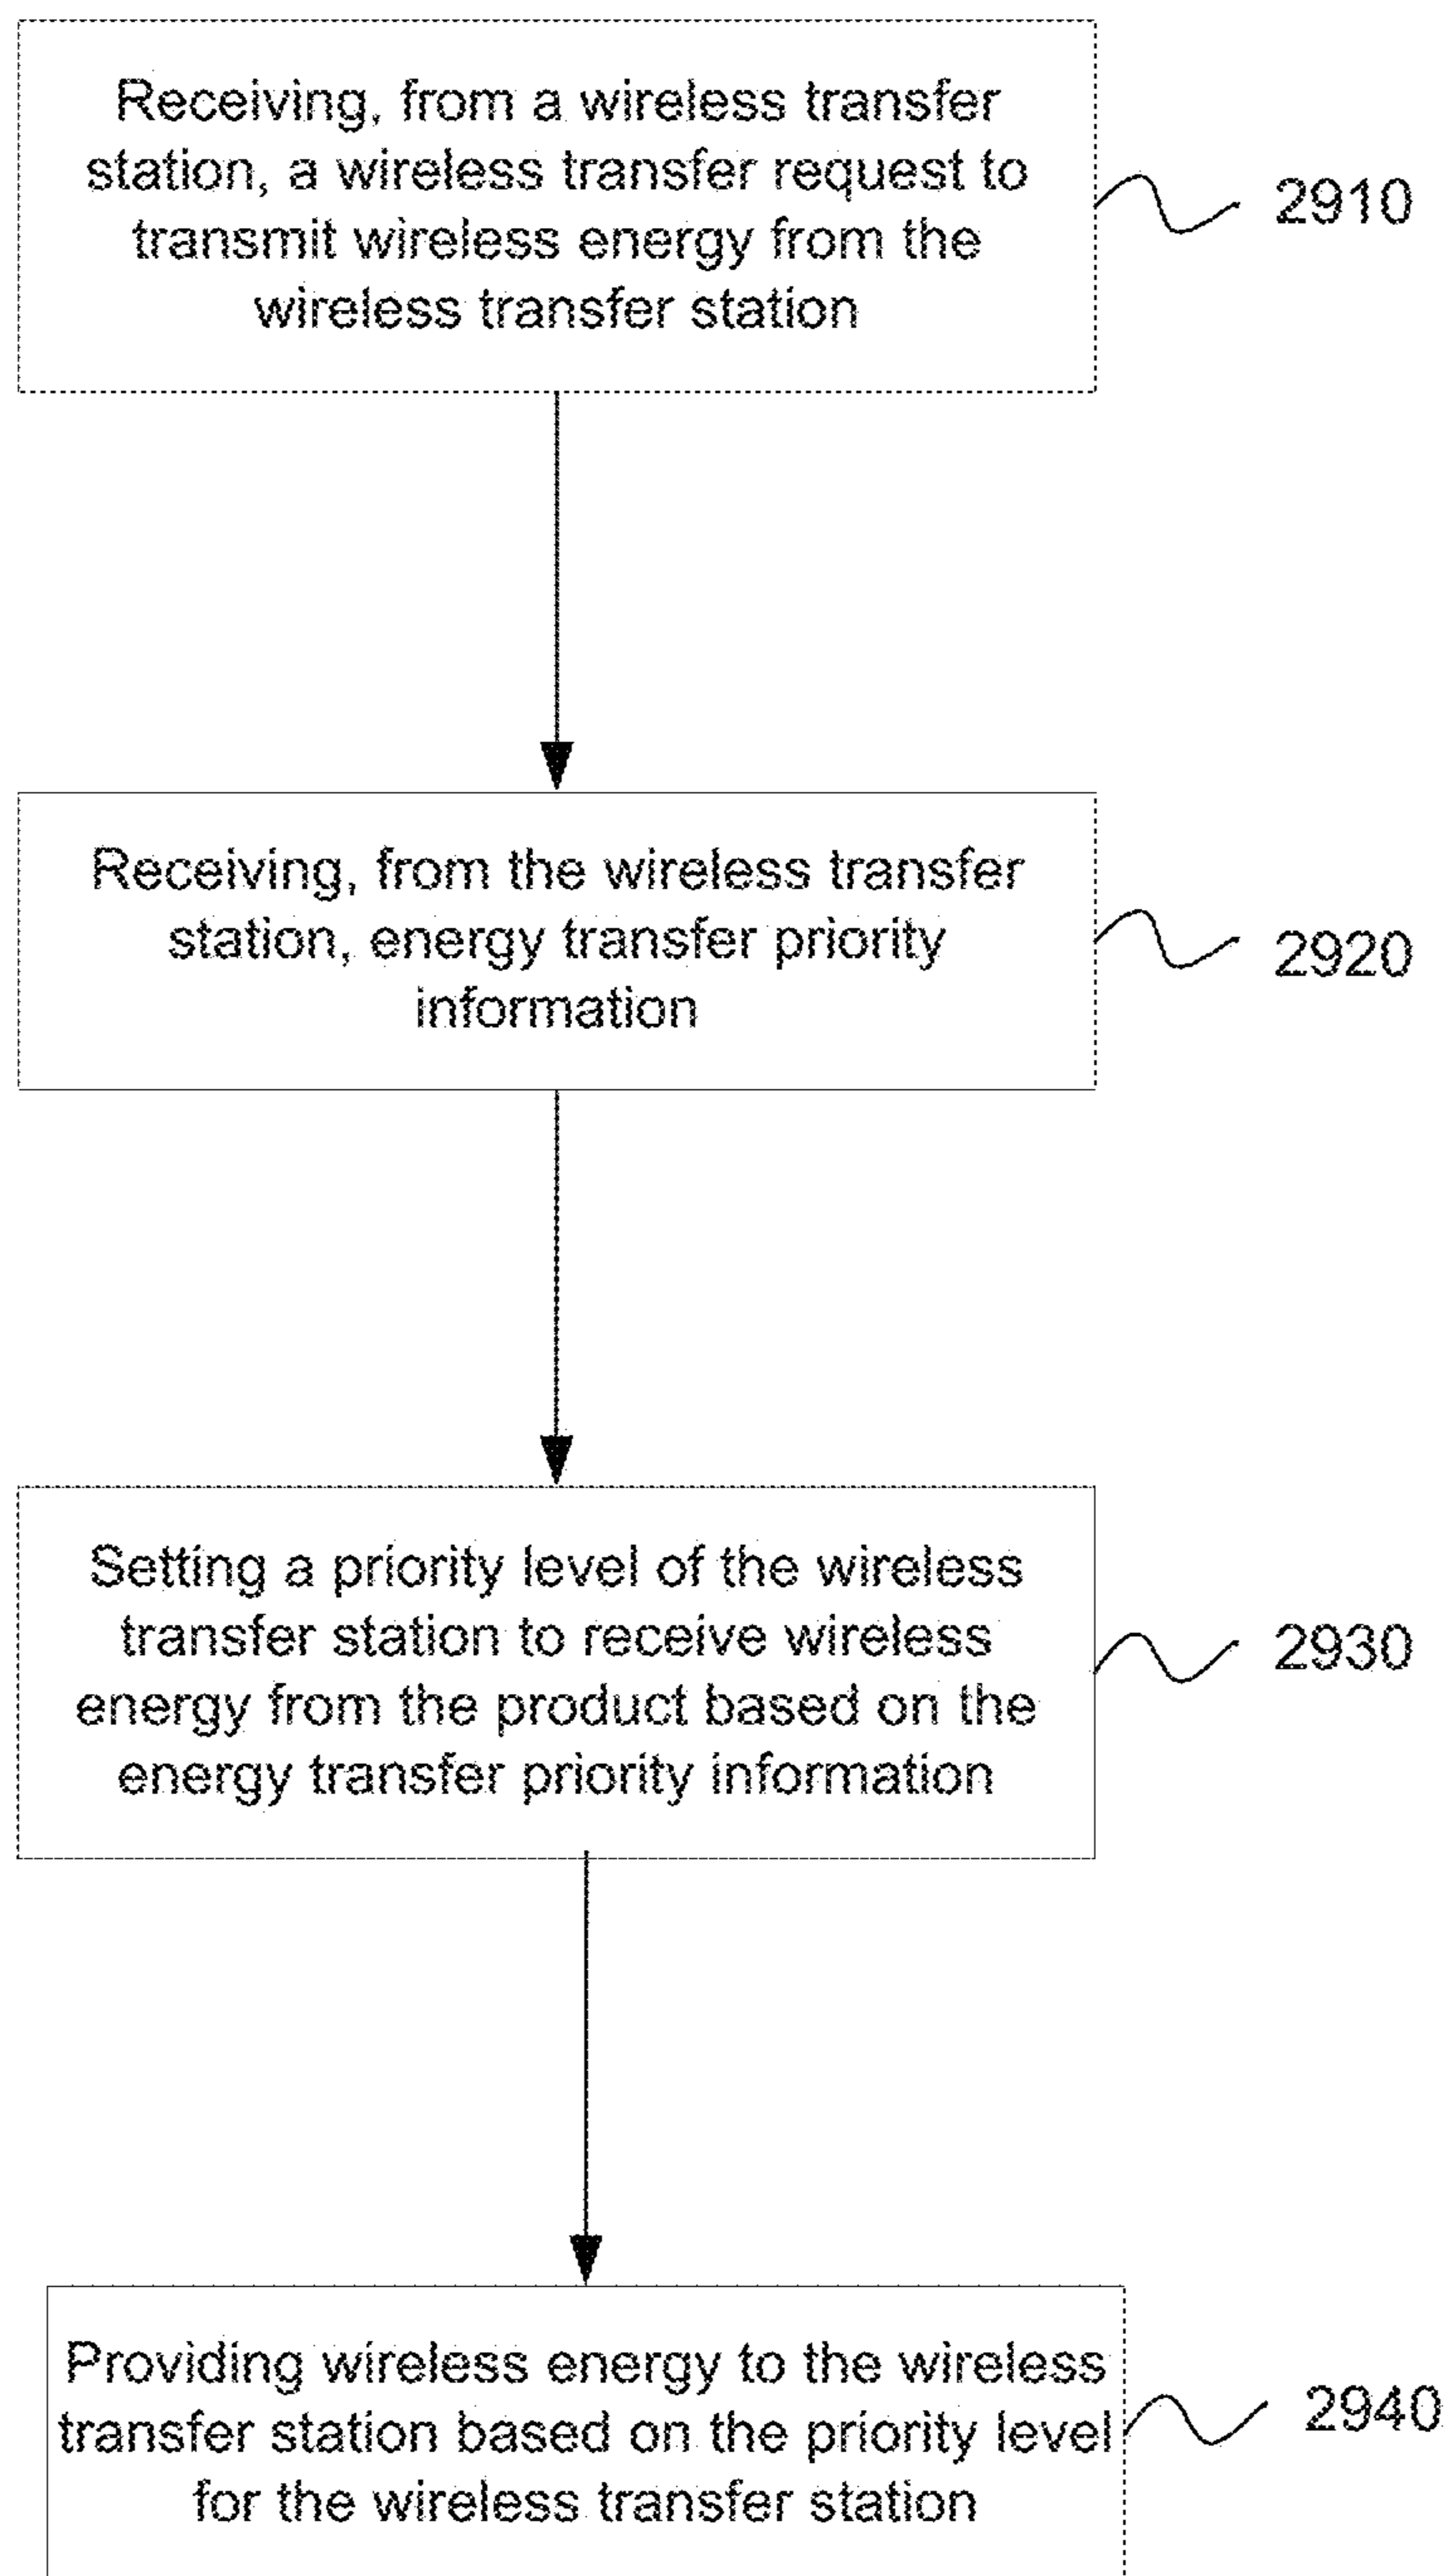 Receiving, from a wireless transfer
station, a wireless transfer request to
transmit wireless energy from the
wireless transfer station
2910
Receiving, from the wireless transfer
station, energy transfer priority
information
2920
Setting a priority level of the wireless
transfer station to receive wireless
energy from the product based on the
energy transfer priority information
2930
Providing wireless energy to the wireless
transfer station based on the priority level
for the wireless transfer station
2940